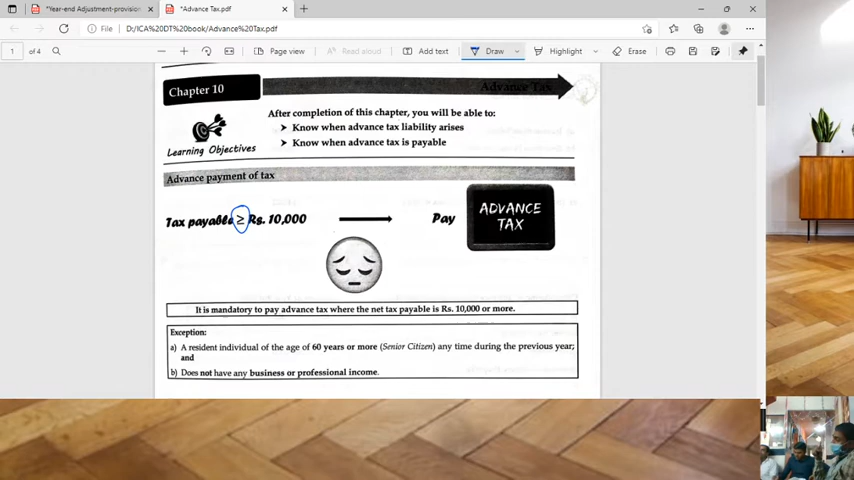 *Year-end Adjustment-provision
*Advance Tax.pdf
File
D:/ICA%20DT%20book/Advance%20Tax.pdf
1 of 4
Page view
Read aloud
Add text
Draw
Highlight
Erase
Chapter 10
Advance Tax
After completion of this chapter, you will be able to:
➤ Know when advance tax liability arises
➤ Know when advance tax is payable
Learning Objectives
Advance payment of tax
Tax payable ≥ Rs. 10,000
Pay
ADVANCE
TAX
It is mandatory to pay advance tax where the net tax payable is Rs. 10,000 or more.
Exception:
a) A resident individual of the age of 60 years or more (Senior Citizen) any time during the previous year;
and
b) Does not have any business or professional income.